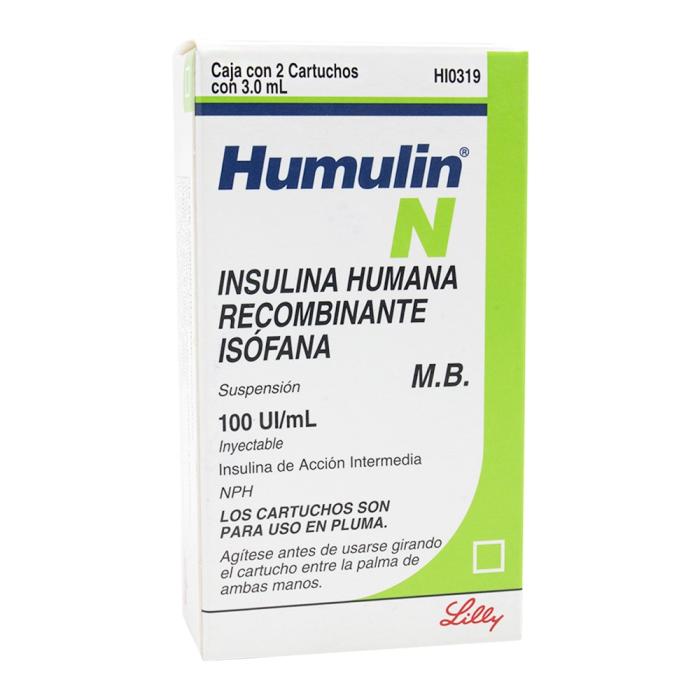 Caja con 2 Cartuchos
con 3.0 mL
HI0319
Humulin®
N
INSULINA HUMANA
RECOMBINANTE
ISÓFANA
M.B.
Suspensión
100 UI/mL
Inyectable
Insulina de Acción Intermedia
NPH
LOS CARTUCHOS SON
PARA USO EN PLUMA.
Agítese antes de usarse girando
el cartucho entre la palma de
ambas manos.
Lilly